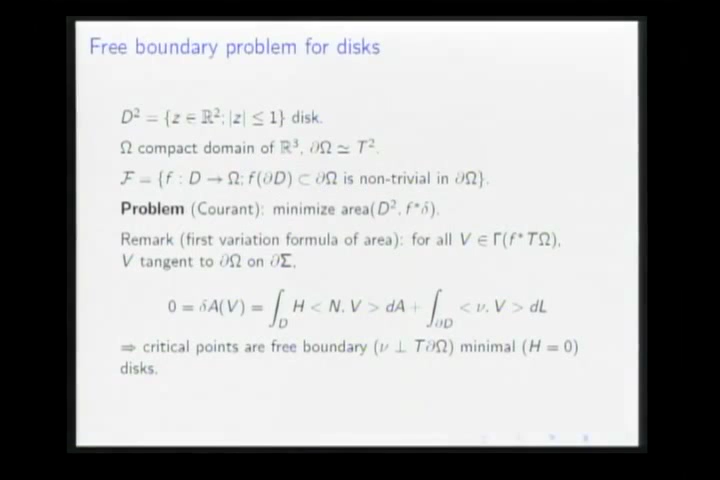 Free boundary problem for disks
D² = {z ∈ ℝ²; |z| ≤ 1} disk.
Ω compact domain of ℝ³, ∂Ω ≃ T².
ℱ = {f : D → Ω; f(∂D) ⊂ ∂Ω is non-trivial in ∂Ω}.
Problem (Courant): minimize area(D², f*δ).
Remark (first variation formula of area): for all V ∈ Γ(f*TΩ),
V tangent to ∂Ω on ∂Σ,
0 = δA(V) = ∫_D H < N, V > dA + ∫_∂D < ν, V > dL
⇒ critical points are free boundary (ν ⊥ T∂Ω) minimal (H = 0)
disks.